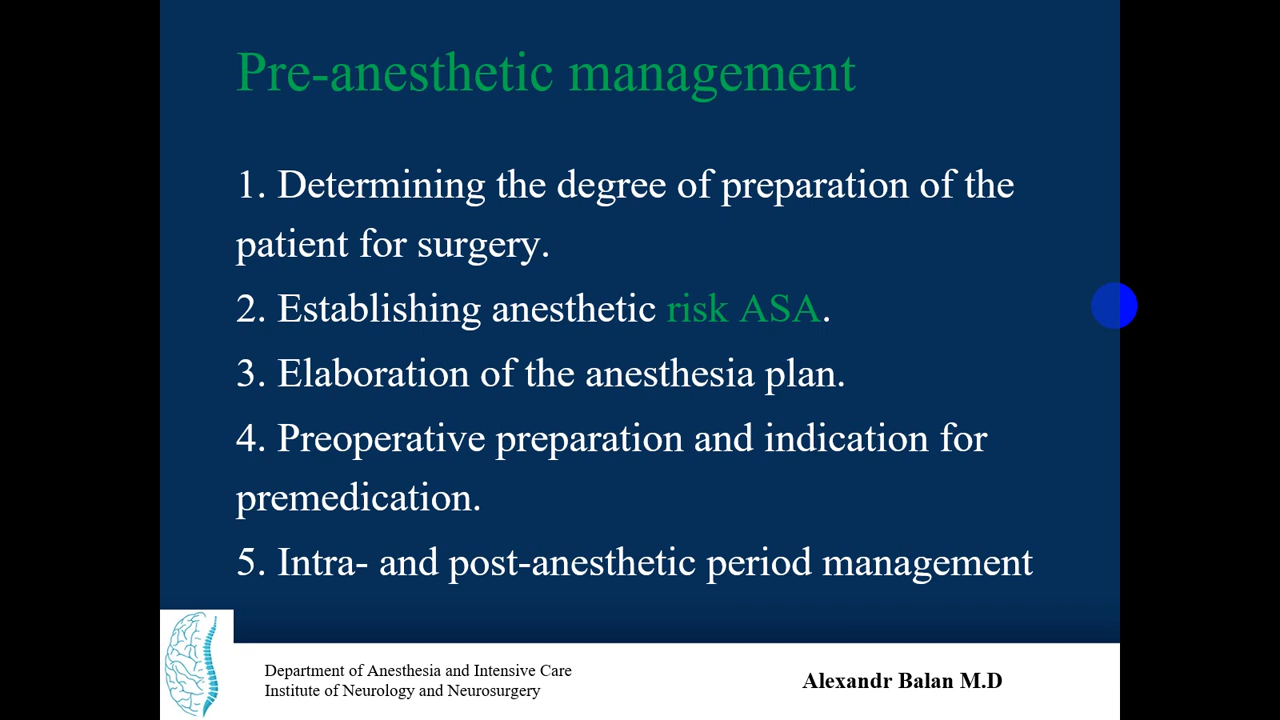 Pre-anesthetic management
1. Determining the degree of preparation of the
patient for surgery.
2. Establishing anesthetic risk ASA.
3. Elaboration of the anesthesia plan.
4. Preoperative preparation and indication for
premedication.
5. Intra- and post-anesthetic period management
Department of Anesthesia and Intensive Care
Institute of Neurology and Neurosurgery
Alexandr Balan M.D